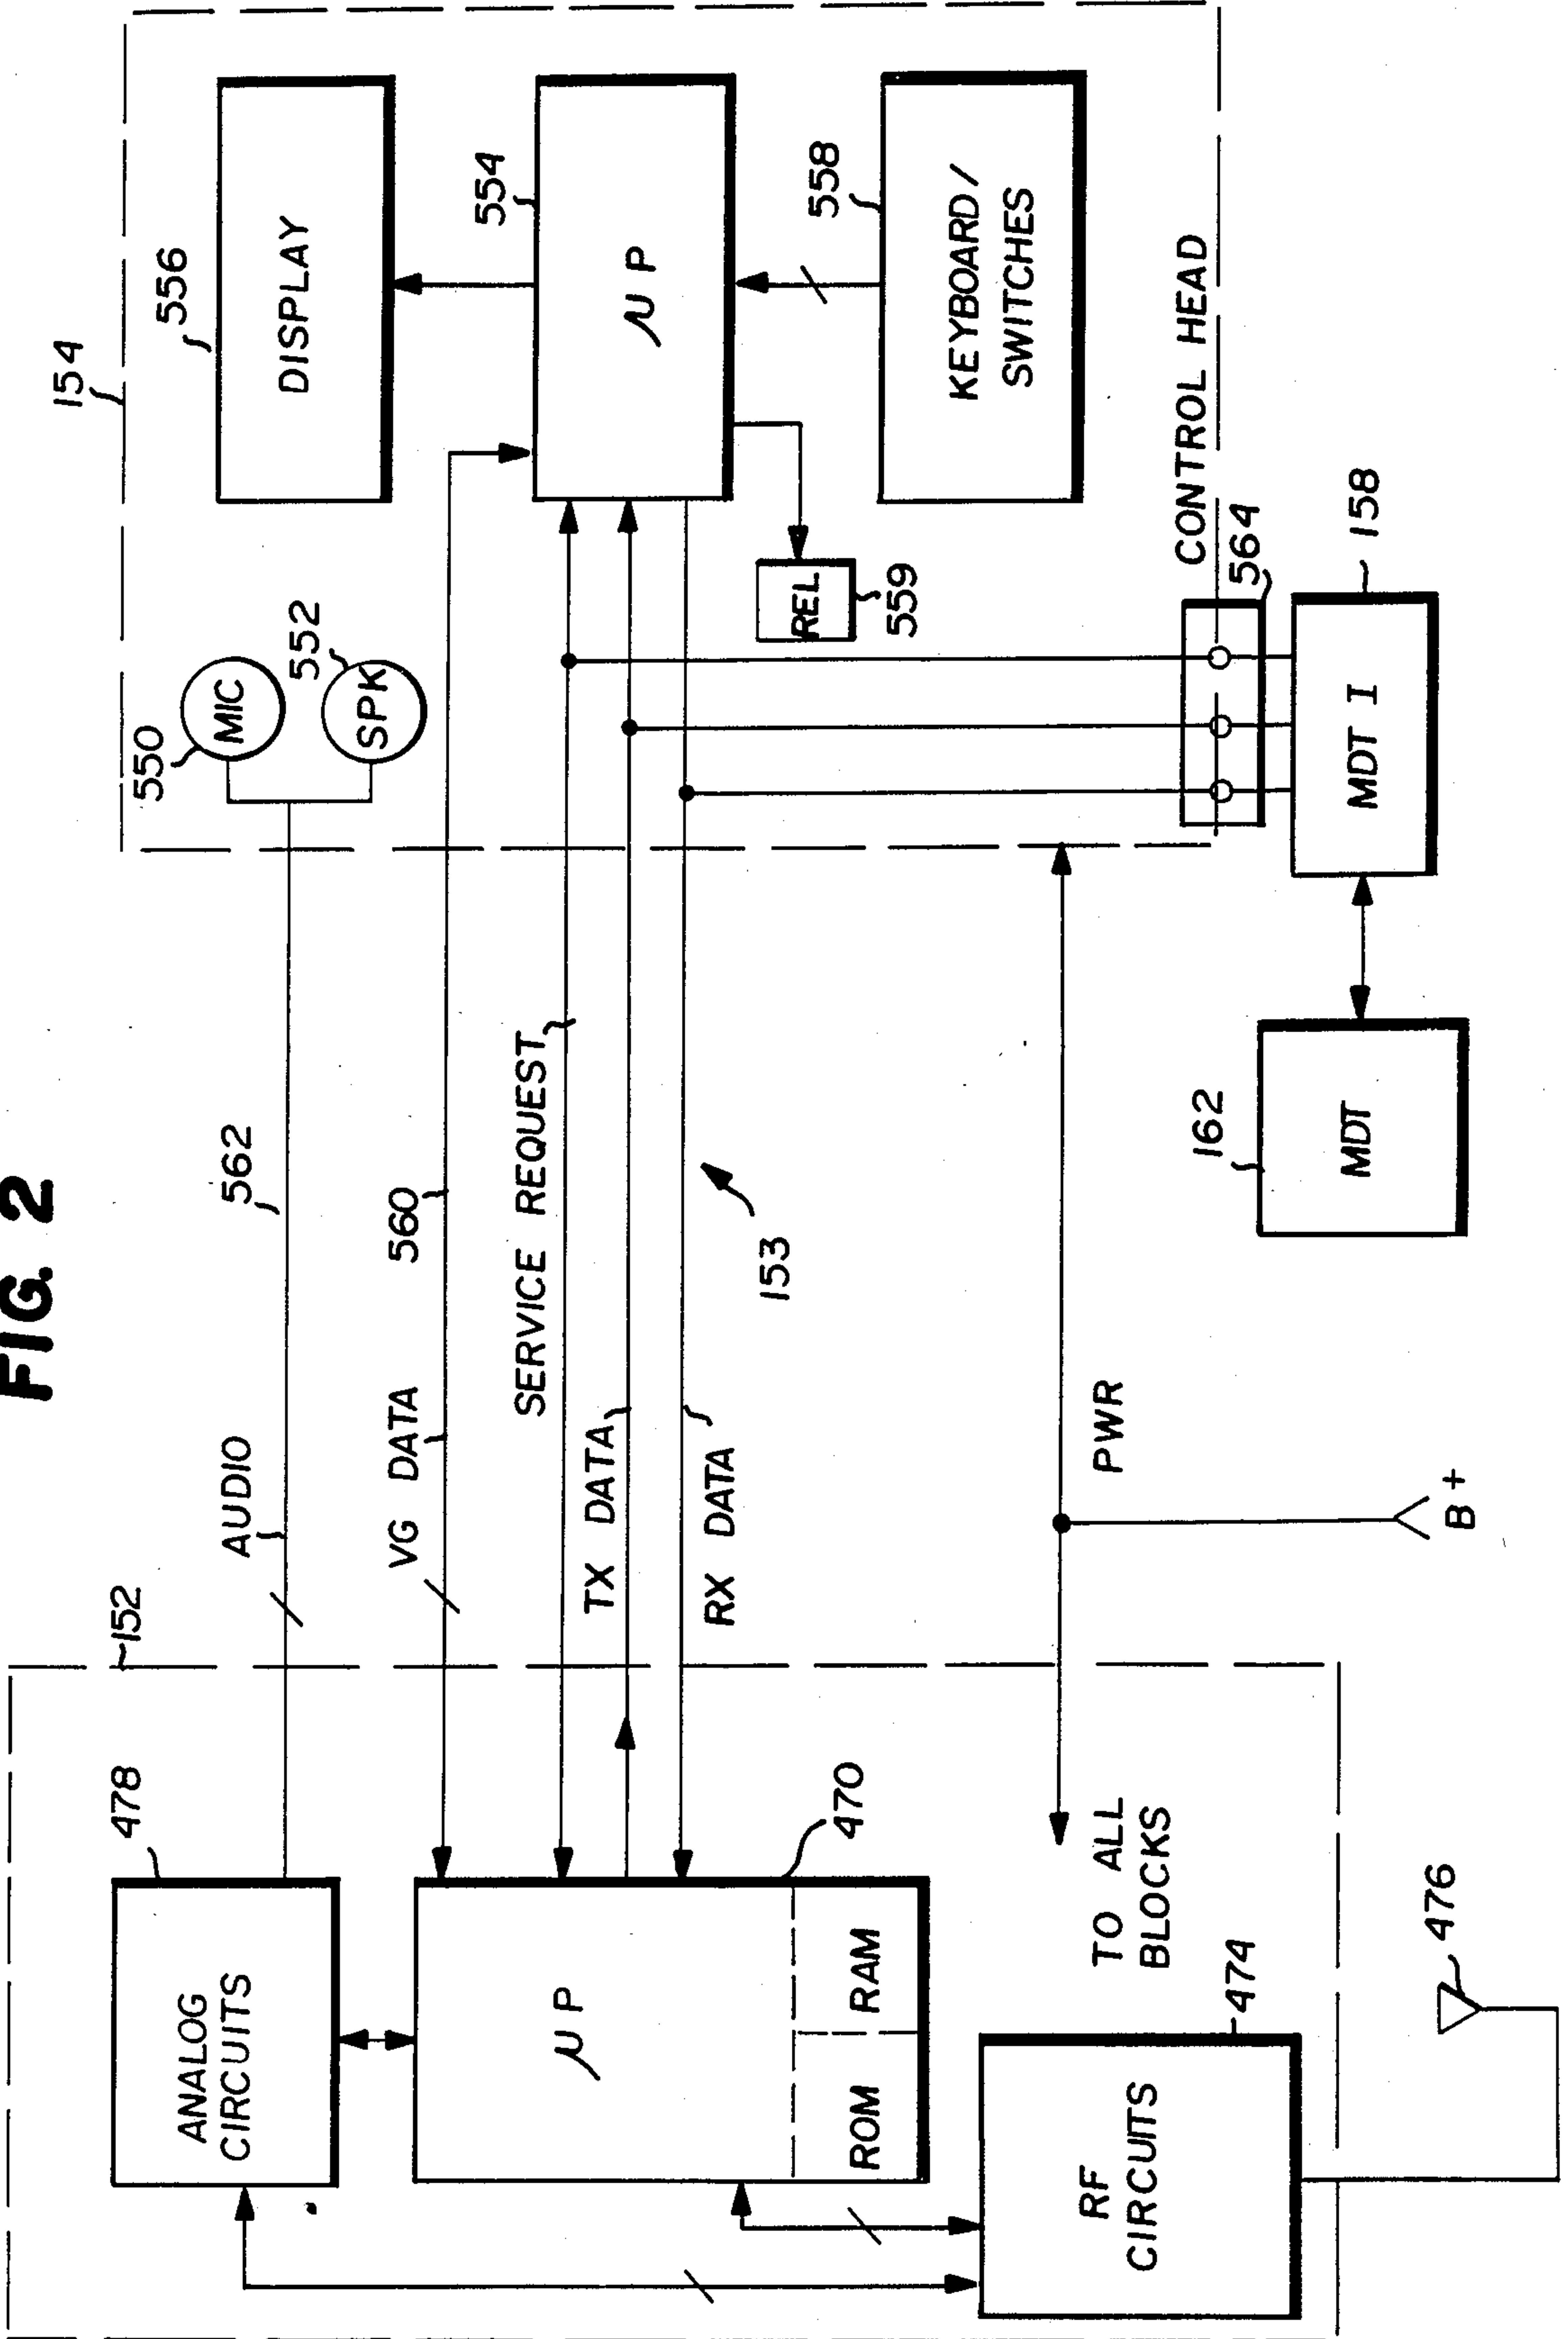 FIG. 2
152
478
ANALOG
CIRCUITS
AUDIO
562
550
MIC
552
SPK
154
556
DISPLAY
VG DATA
560
554
μP
SERVICE REQUEST
TX DATA
RX DATA
153
470
μP
ROM
RAM
REL
559
558
KEYBOARD/
SWITCHES
CONTROL HEAD
564
TO ALL
BLOCKS
PWR
B+
474
RF
CIRCUITS
476
162
MDT
158
MDT I